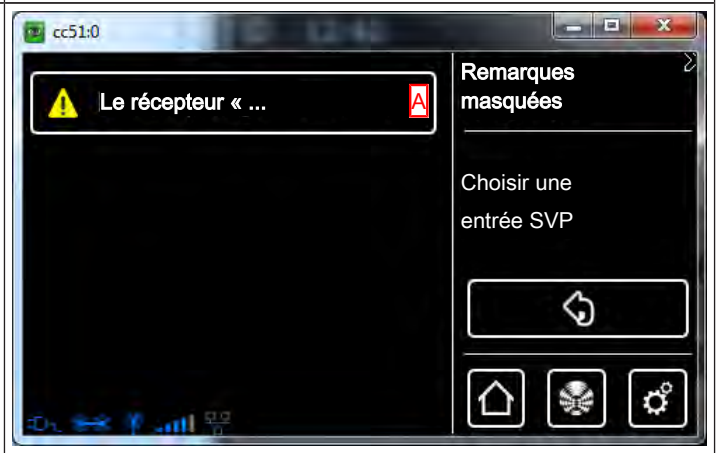 cc51:0
Le récepteur « ...
A
Remarques
masquées
Choisir une
entrée SVP